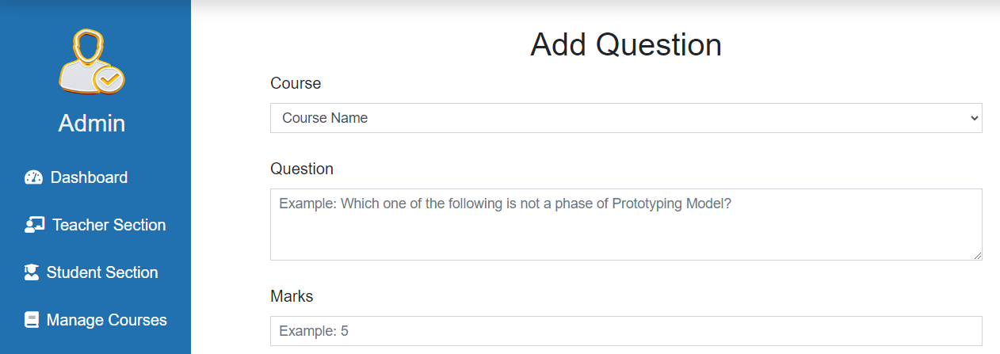 Admin
Dashboard
Teacher Section
Student Section
Manage Courses
Add Question
Course
Course Name
Question
Example: Which one of the following is not a phase of Prototyping Model?
Marks
Example: 5